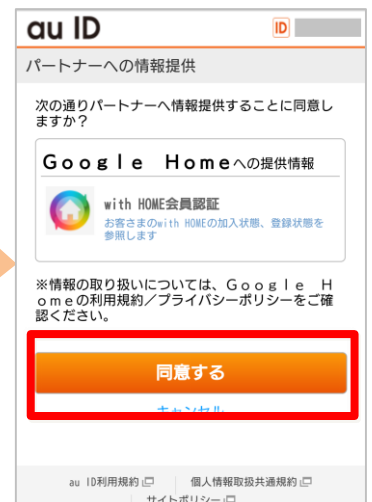 au ID
ID
パートナーへの情報提供
次の通りパートナーへ情報提供することに同意し
ますか？
Ｇｏｏｇｌｅ　Ｈｏｍｅへの提供情報
with HOME会員認証
お客さまのwith HOMEの加入状態、登録状態を
参照します
※情報の取り扱いについては、Ｇｏｏｇｌｅ　Ｈ
ｏｍｅの利用規約／プライバシーポリシーをご確
認ください。
同意する
キャンセル
au ID利用規約
個人情報取扱共通規約
サイトポリシー